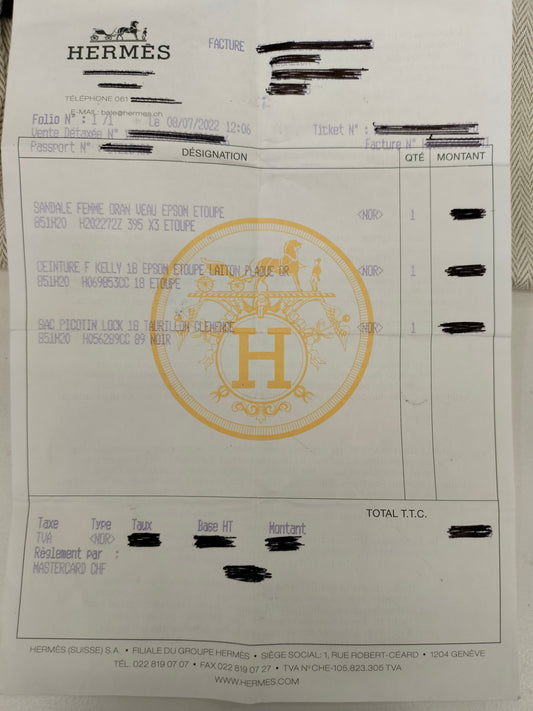 HERMÈS
FACTURE
TÉLÉPHONE 061
E-MAIL: bale@hermes.ch
Folio N° : 1 /1 Le 09/07/2022 12:06
Vente Détaxée N° Ticket N° :
Passport N° Facture N°
DÉSIGNATION QTÉ MONTANT
SANDALE FEMME ORAN VEAU EPSOM ETOUPE <NOR> 1
851H20 H202272Z 395 X3 ETOUPE
CEINTURE F KELLY 18 EPSOM ETOUPE LAITON PLAQUE OR <NOR> 1
851H20 H069853CC 18 ETOUPE
SAC PICOTIN LOCK 18 TAURILLON CLEMENCE <NOR> 1
851H20 H056289CC 89 NOIR
H
TOTAL T.T.C.
Taxe Type Taux Base HT Montant
TVA <NOR>
Règlement par :
MASTERCARD CHF
HERMÈS (SUISSE) S.A. • FILIALE DU GROUPE HERMÈS • SIÈGE SOCIAL: 1, RUE ROBERT-CÉARD • 1204 GENÈVE
TÉL. 022 819 07 07 • FAX 022 819 07 27 • TVA N° CHE-105.823.305 TVA
WWW.HERMES.COM